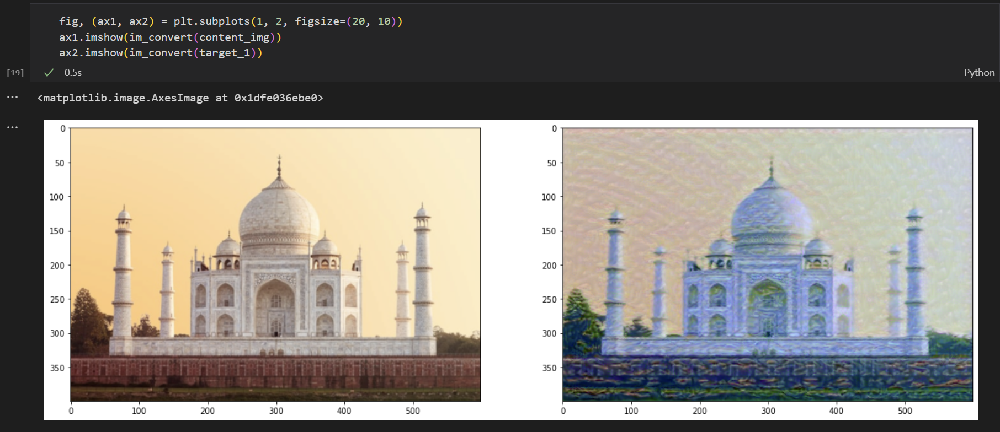 fig, (ax1, ax2) = plt.subplots(1, 2, figsize=(20, 10))
ax1.imshow(im_convert(content_img))
ax2.imshow(im_convert(target_1))
[19] 0.5s Python
... <matplotlib.image.AxesImage at 0x1dfe036ebe0>
...
0
50
100
150
200
250
300
350
0 100 200 300 400 500
0
50
100
150
200
250
300
350
0 100 200 300 400 500